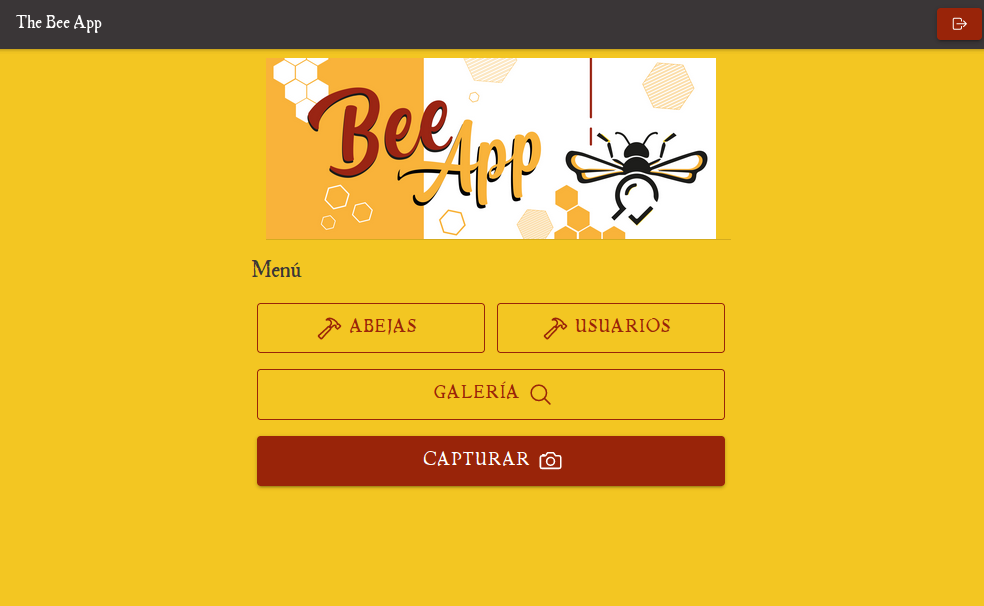 The Bee App
Bee
App
Menú
ABEJAS
USUARIOS
GALERÍA
CAPTURAR